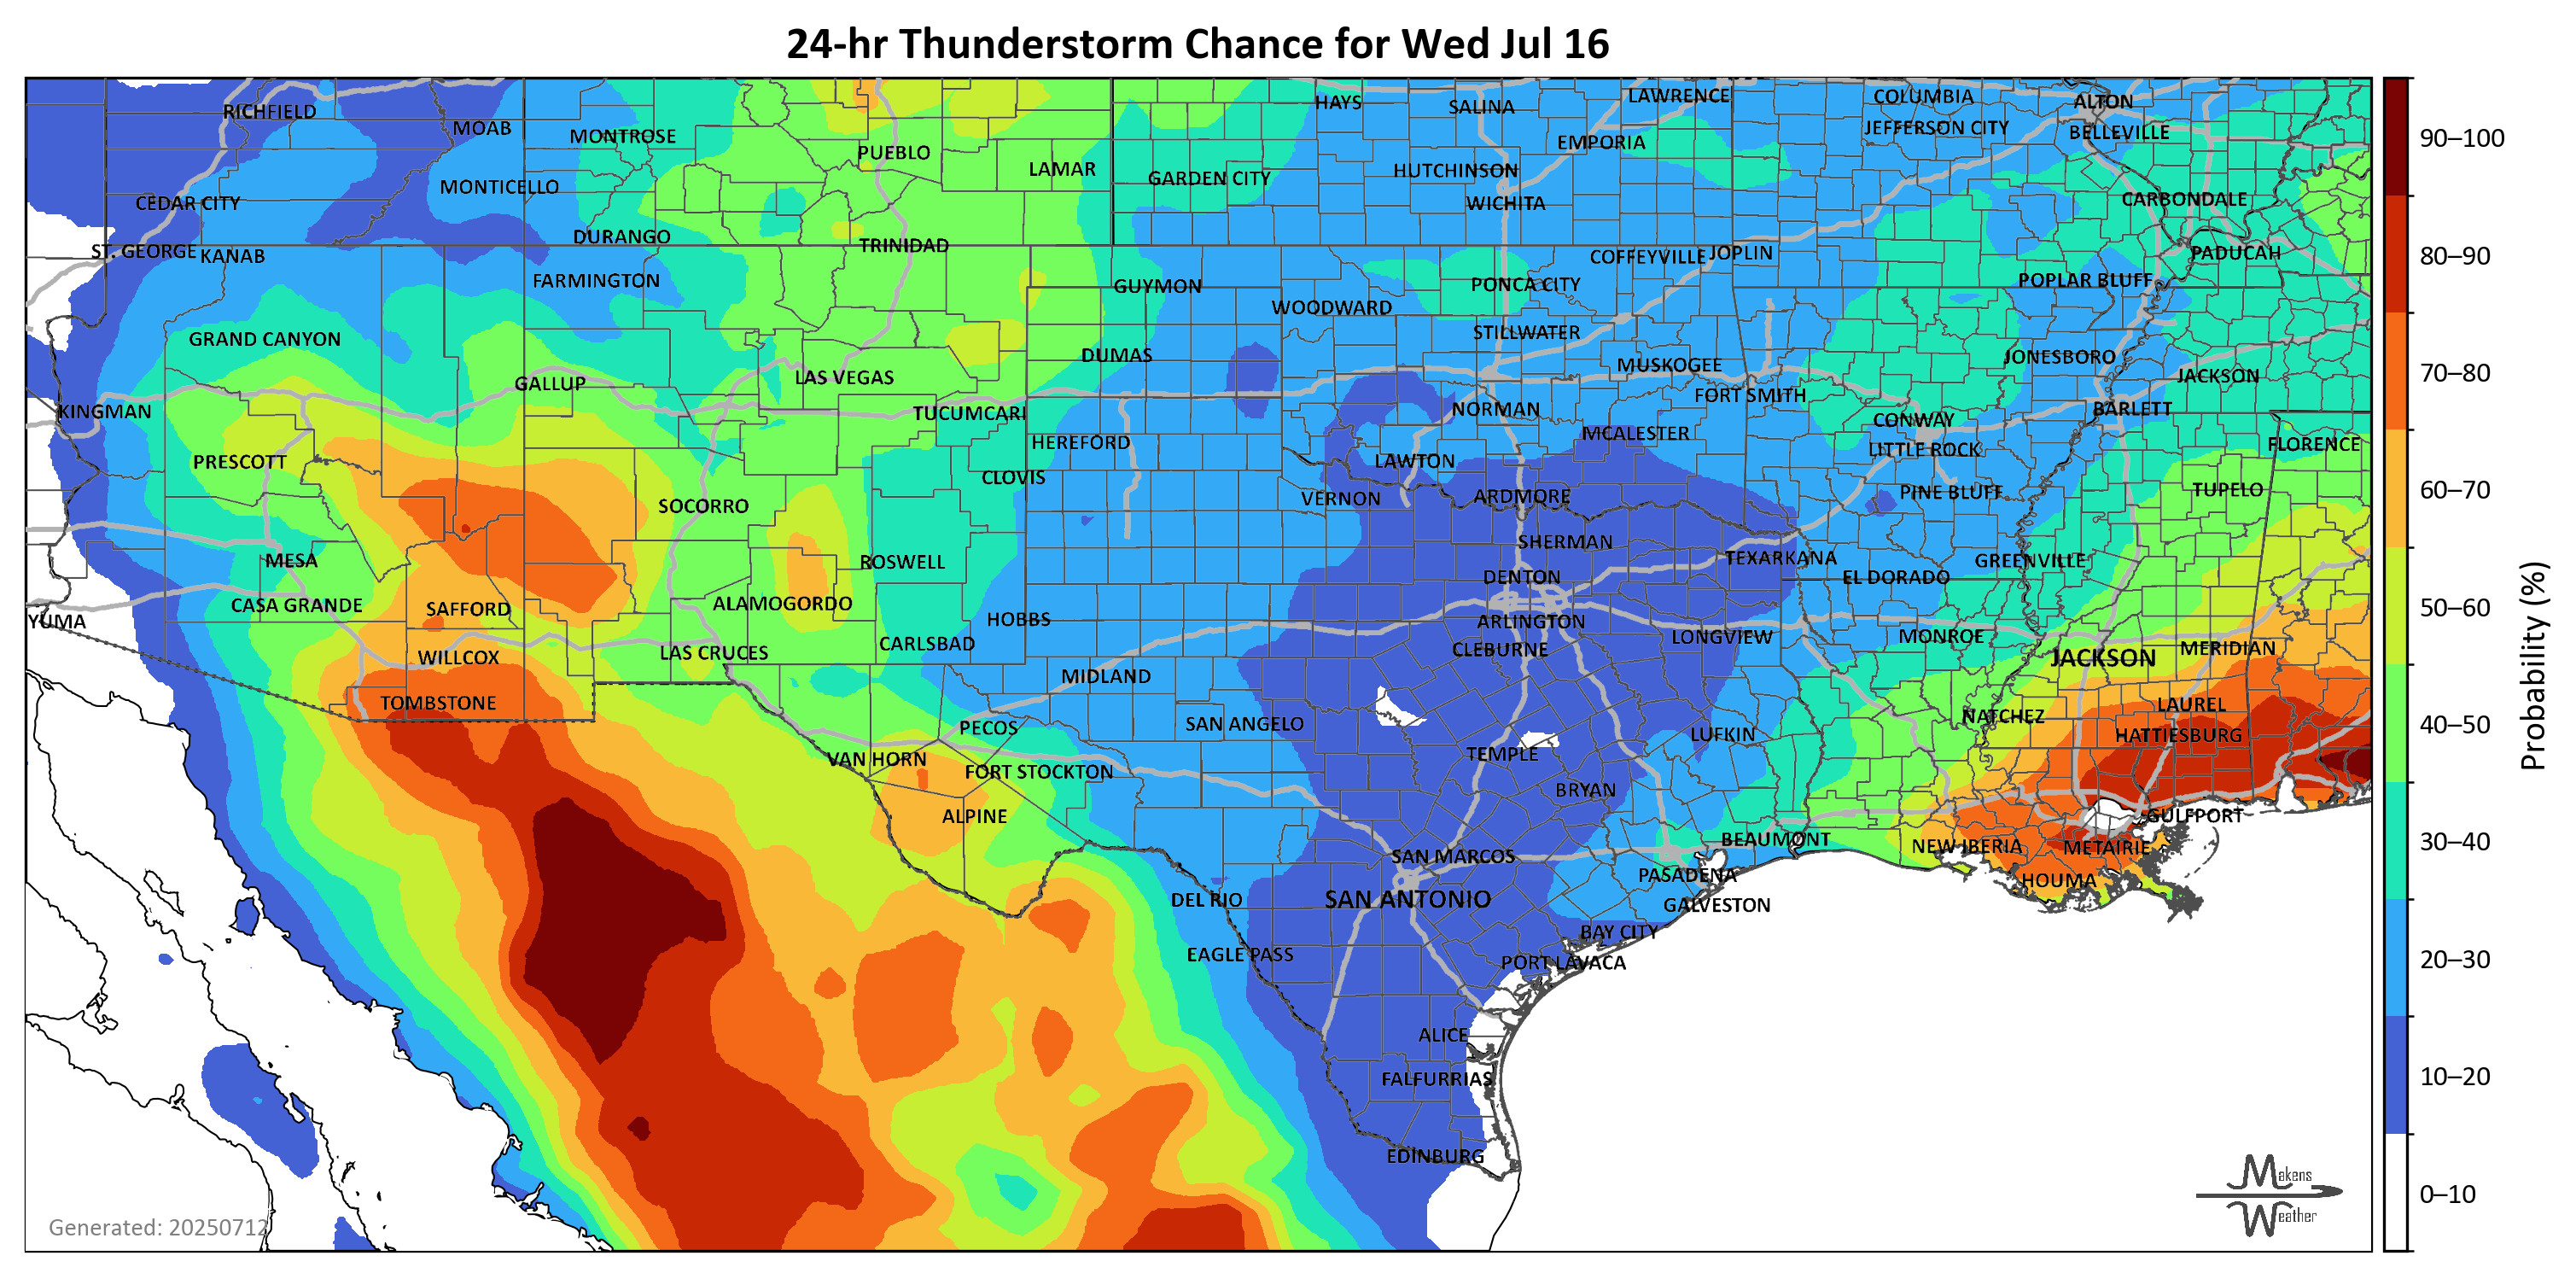 24-hr Thunderstorm Chance for Wed Jul 16
RICHFIELD
MOAB
MONTROSE
PUEBLO
LAMAR
GARDEN CITY
HAYS
SALINA
LAWRENCE
EMPORIA
HUTCHINSON
WICHITA
COLUMBIA
JEFFERSON CITY
ALTON
BELLEVILLE
CARBONDALE
PADUCAH
CEDAR CITY
MONTICELLO
ST. GEORGE
KANAB
DURANGO
TRINIDAD
FARMINGTON
GUYMON
WOODWARD
PONCA CITY
COFFEYVILLE
JOPLIN
POPLAR BLUFF
GRAND CANYON
GALLUP
LAS VEGAS
DUMAS
STILLWATER
MUSKOGEE
JONESBORO
JACKSON
KINGMAN
TUCUMCARI
HEREFORD
NORMAN
FORT SMITH
CONWAY
BARLETT
PRESCOTT
SOCORRO
CLOVIS
LAWTON
MCALESTER
LITTLE ROCK
FLORENCE
VERNON
ARDMORE
PINE BLUFF
TUPELO
MESA
ROSWELL
SHERMAN
TEXARKANA
GREENVILLE
CASA GRANDE
SAFFORD
ALAMOGORDO
DENTON
EL DORADO
YUMA
HOBBS
ARLINGTON
WILLCOX
LAS CRUCES
CARLSBAD
CLEBURNE
LONGVIEW
MONROE
JACKSON
MERIDIAN
TOMBSTONE
MIDLAND
LAUREL
PECOS
SAN ANGELO
TEMPLE
LUFKIN
NATCHEZ
HATTIESBURG
VAN HORN
FORT STOCKTON
BRYAN
ALPINE
BEAUMONT
GULFPORT
NEW IBERIA
METAIRIE
SAN MARCOS
PASADENA
HOUMA
DEL RIO
SAN ANTONIO
GALVESTON
EAGLE PASS
BAY CITY
PORT LAVACA
ALICE
FALFURRIAS
EDINBURG
Generated: 20250712
Makens
Weather
90–100
80–90
70–80
60–70
50–60
40–50
30–40
20–30
10–20
0–10
Probability (%)